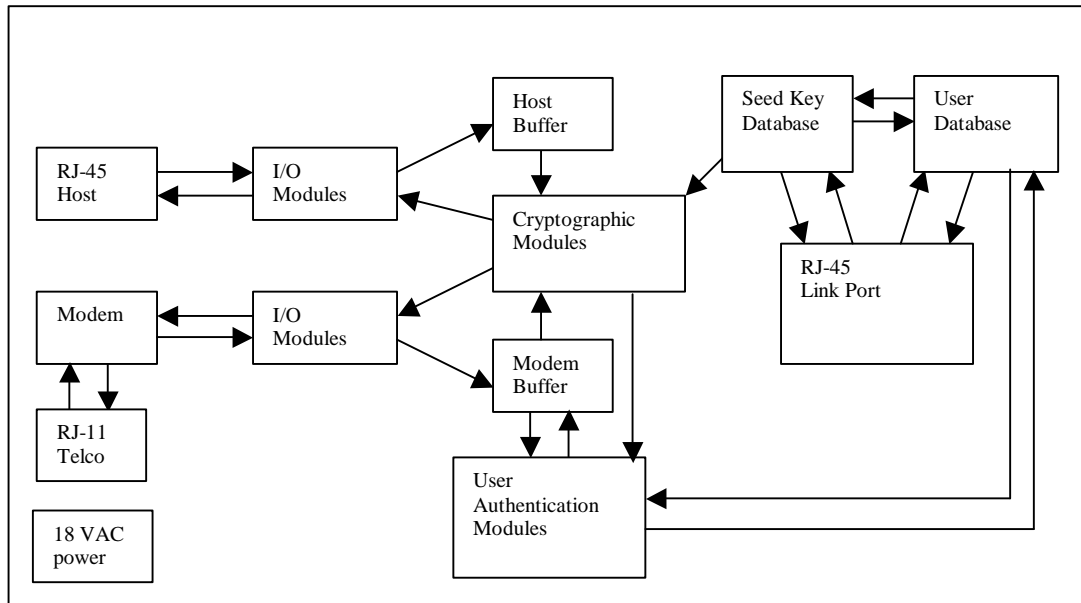 Host
Buffer
Seed Key
Database
User
Database
RJ-45
Host
I/O
Modules
Cryptographic
Modules
RJ-45
Link Port
Modem
I/O
Modules
Modem
Buffer
RJ-11
Telco
User
Authentication
Modules
18 VAC
power